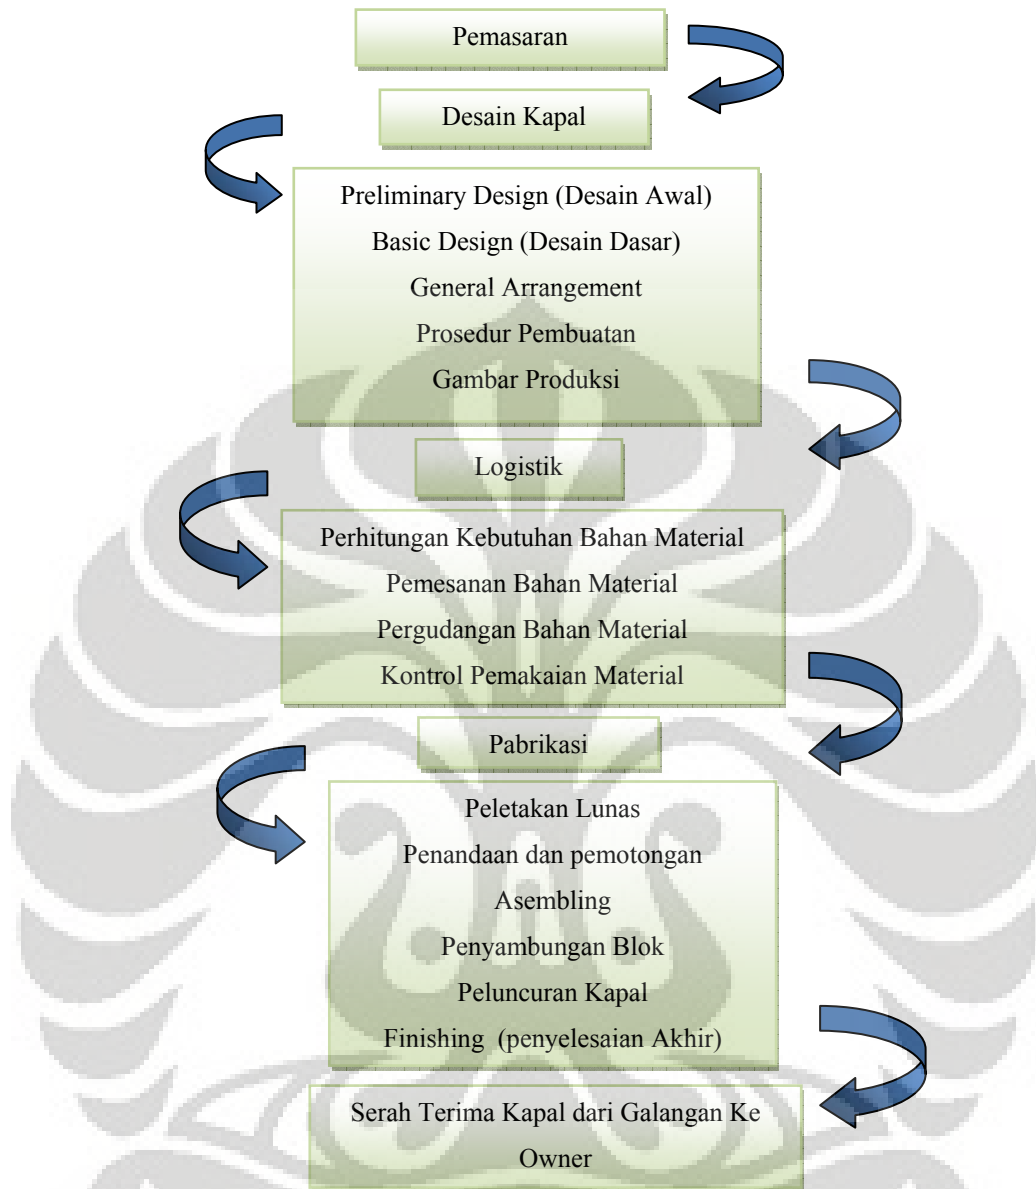 Pemasaran
Desain Kapal
Preliminary Design (Desain Awal)
Basic Design (Desain Dasar)
General Arrangement
Prosedur Pembuatan
Gambar Produksi
Logistik
Perhitungan Kebutuhan Bahan Material
Pemesanan Bahan Material
Pergudangan Bahan Material
Kontrol Pemakaian Material
Pabrikasi
Peletakan Lunas
Penandaan dan pemotongan
Asembling
Penyambungan Blok
Peluncuran Kapal
Finishing (penyelesaian Akhir)
Serah Terima Kapal dari Galangan Ke
Owner